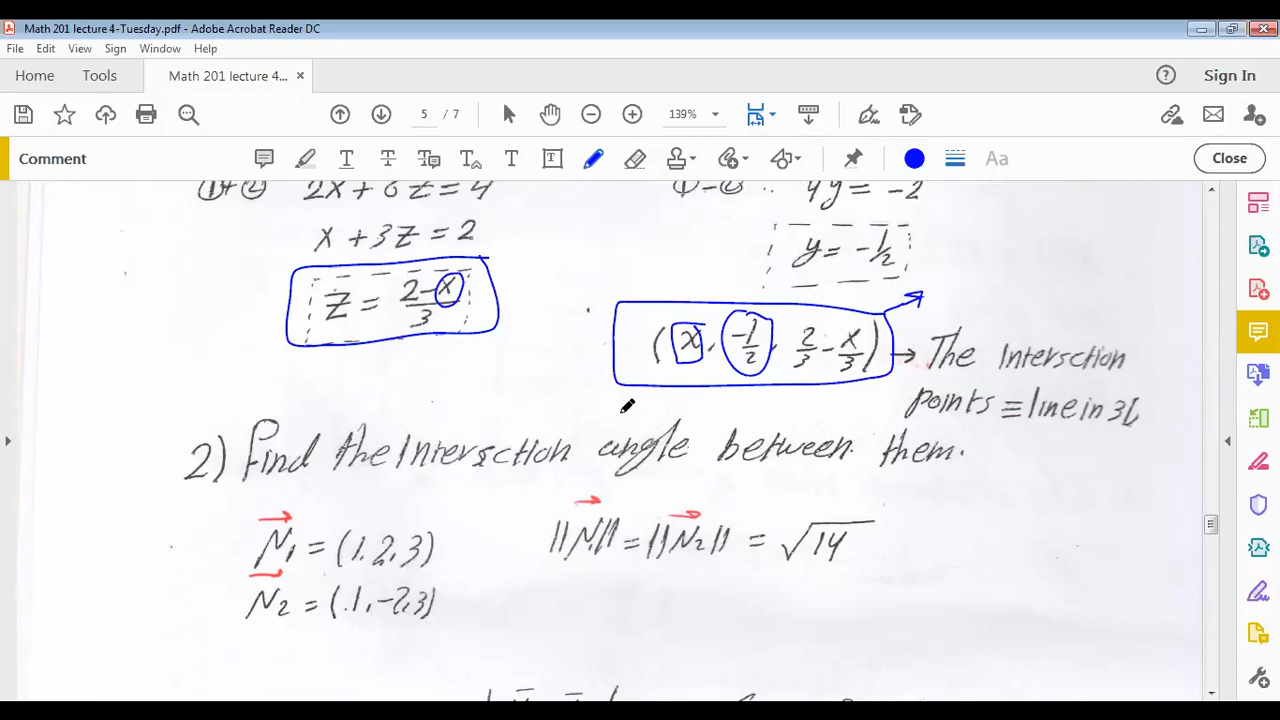 Math 201 lecture 4-Tuesday.pdf - Adobe Acrobat Reader DC
File Edit View Sign Window Help
Home Tools Math 201 lecture 4... × ? Sign In
5 / 7 139%
Comment Aa Close
①+② 2x + 6z = 4
①-② : 4y = -2
x + 3z = 2
y = -1/2
z = 2-x/3
(x, -1/2, 2/3 - x/3) → The Intersction
points ≡ line in 3D
2) Find the Intersction angle between them.
N₁ = (1, 2, 3) ||N₁|| = ||N₂|| = √14
N₂ = (1, -2, 3)